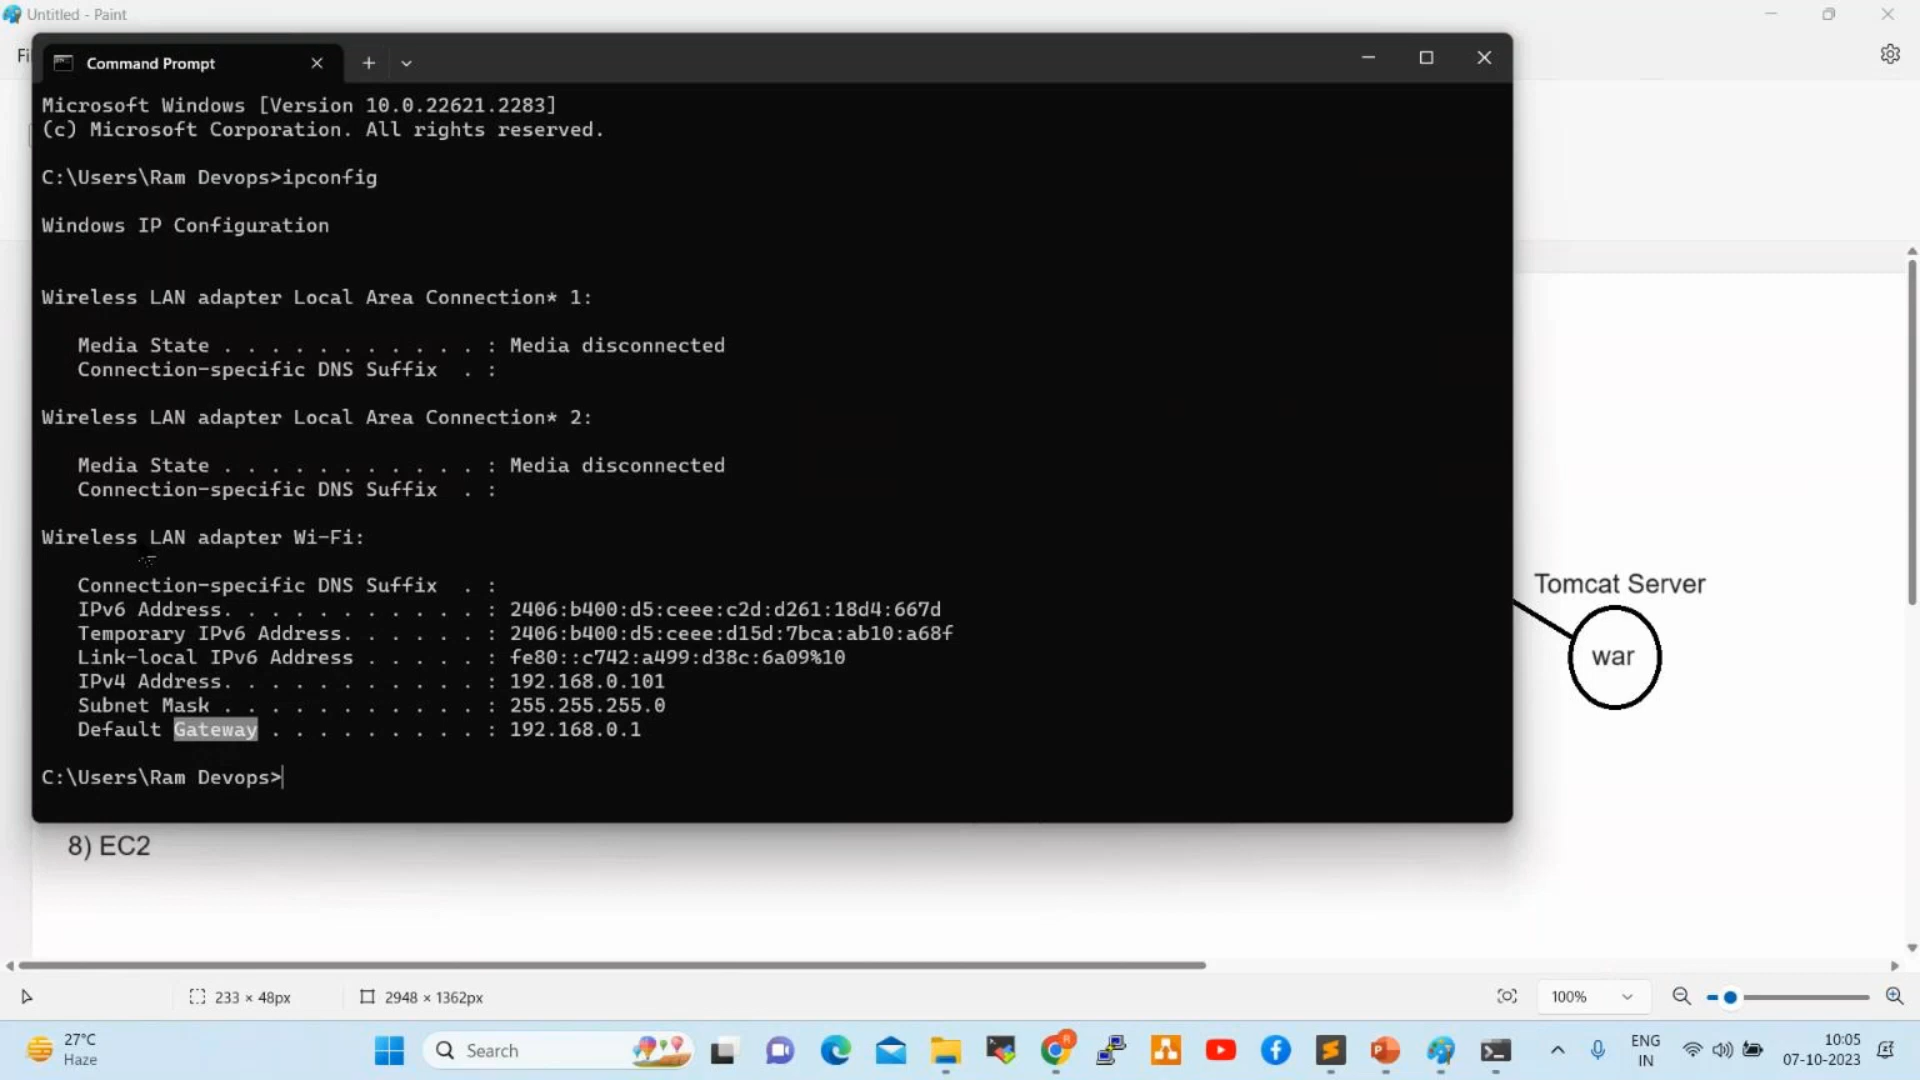 Untitled - Paint
Fi
Command Prompt
Microsoft Windows [Version 10.0.22621.2283]
(c) Microsoft Corporation. All rights reserved.
C:\Users\Ram Devops>ipconfig
Windows IP Configuration
Wireless LAN adapter Local Area Connection* 1:
Media State . . . . . . . . . . . : Media disconnected
Connection-specific DNS Suffix  . :
Wireless LAN adapter Local Area Connection* 2:
Media State . . . . . . . . . . . : Media disconnected
Connection-specific DNS Suffix  . :
Wireless LAN adapter Wi-Fi:
Connection-specific DNS Suffix  . :
IPv6 Address. . . . . . . . . . . : 2406:b400:d5:ceee:c2d:d261:18d4:667d
Temporary IPv6 Address. . . . . . : 2406:b400:d5:ceee:d15d:7bca:ab10:a68f
Link-local IPv6 Address . . . . . : fe80::c742:a499:d38c:6a09%10
IPv4 Address. . . . . . . . . . . : 192.168.0.101
Subnet Mask . . . . . . . . . . . : 255.255.255.0
Default Gateway . . . . . . . . . : 192.168.0.1
C:\Users\Ram Devops>
Tomcat Server
war
8) EC2
233 × 48px
2948 × 1362px
100%
27°C
Haze
Search
ENG
IN
10:05
07-10-2023